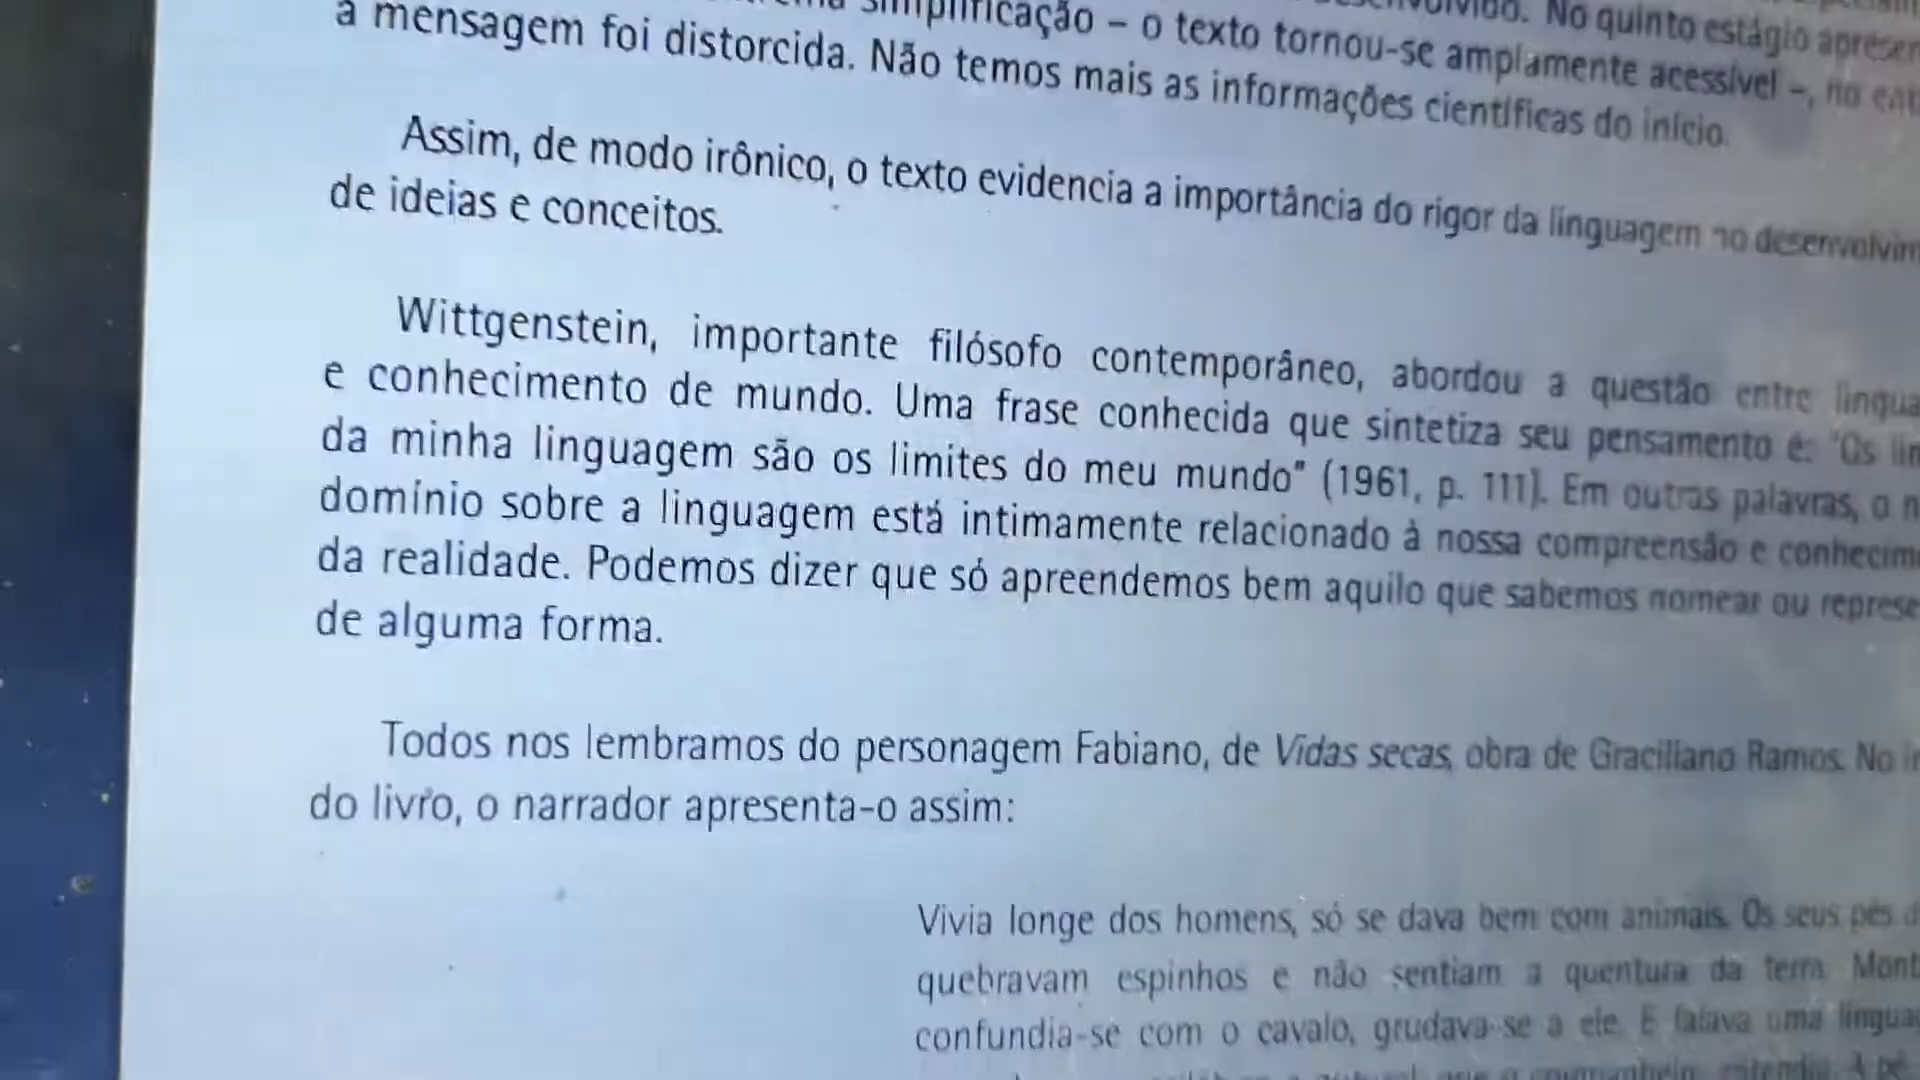 simplificação – o texto tornou-se amplamente acessível –, no
No quinto estágio
a mensagem foi distorcida. Não temos mais as informações científicas do início.
Assim, de modo irônico, o texto evidencia a importância do rigor da linguagem no
de ideias e conceitos.
Wittgenstein, importante filósofo contemporâneo, abordou a questão entre
e conhecimento de mundo. Uma frase conhecida que sintetiza seu pensamento é: "Os
da minha linguagem são os limites do meu mundo" (1961, p. 111). Em outras palavras, o
domínio sobre a linguagem está intimamente relacionado à nossa compreensão e
da realidade. Podemos dizer que só apreendemos bem aquilo que sabemos nomear ou
de alguma forma.
Todos nos lembramos do personagem Fabiano, de Vidas secas, obra de Graciliano Ramos. No
do livro, o narrador apresenta-o assim:
Vivia longe dos homens, só se dava bem com animais. Os seus pés
quebravam espinhos e não sentiam a quentura da terra.
confundia-se com o cavalo, grudava-se a ele. E falava uma